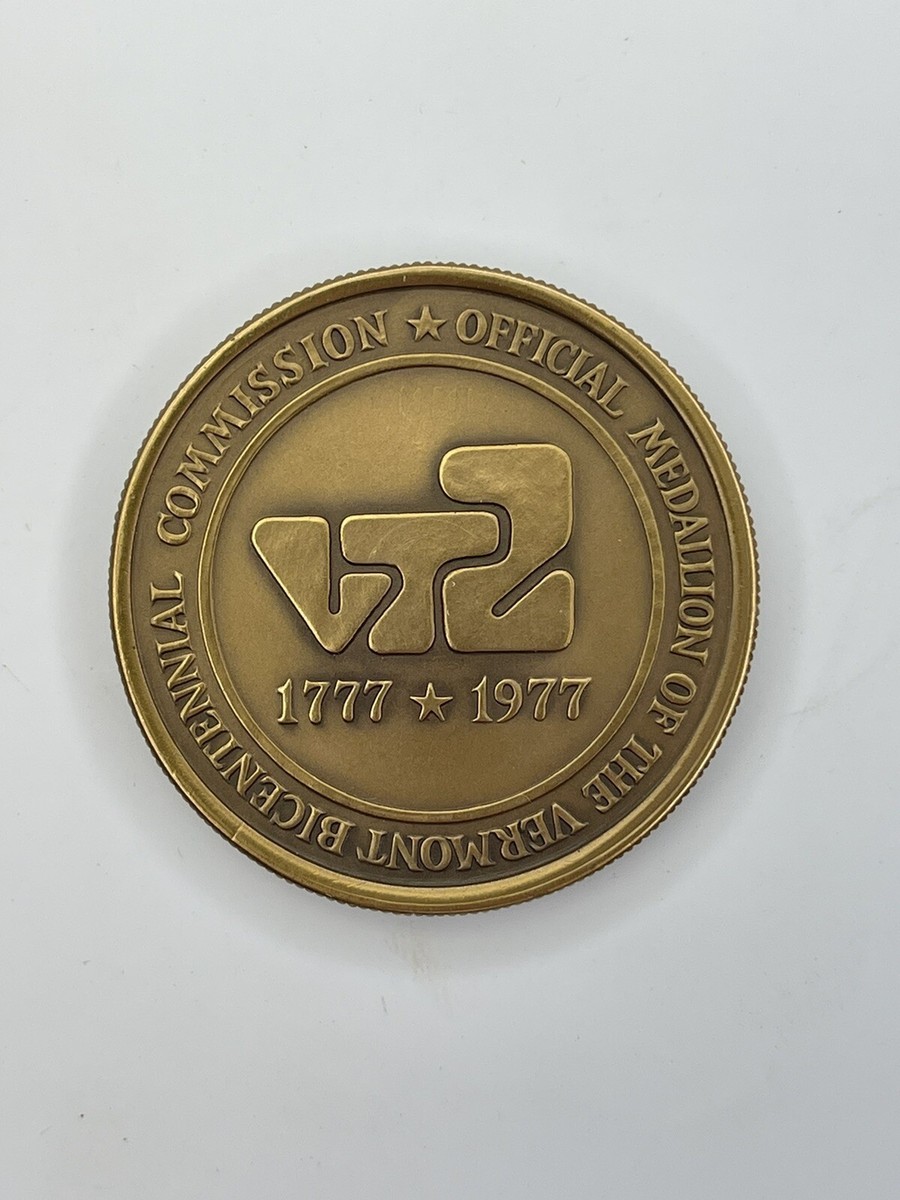 ★ OFFICIAL MEDALLION OF THE VERMONT BICENTENNIAL COMMISSION
VT2
1777 ★ 1977